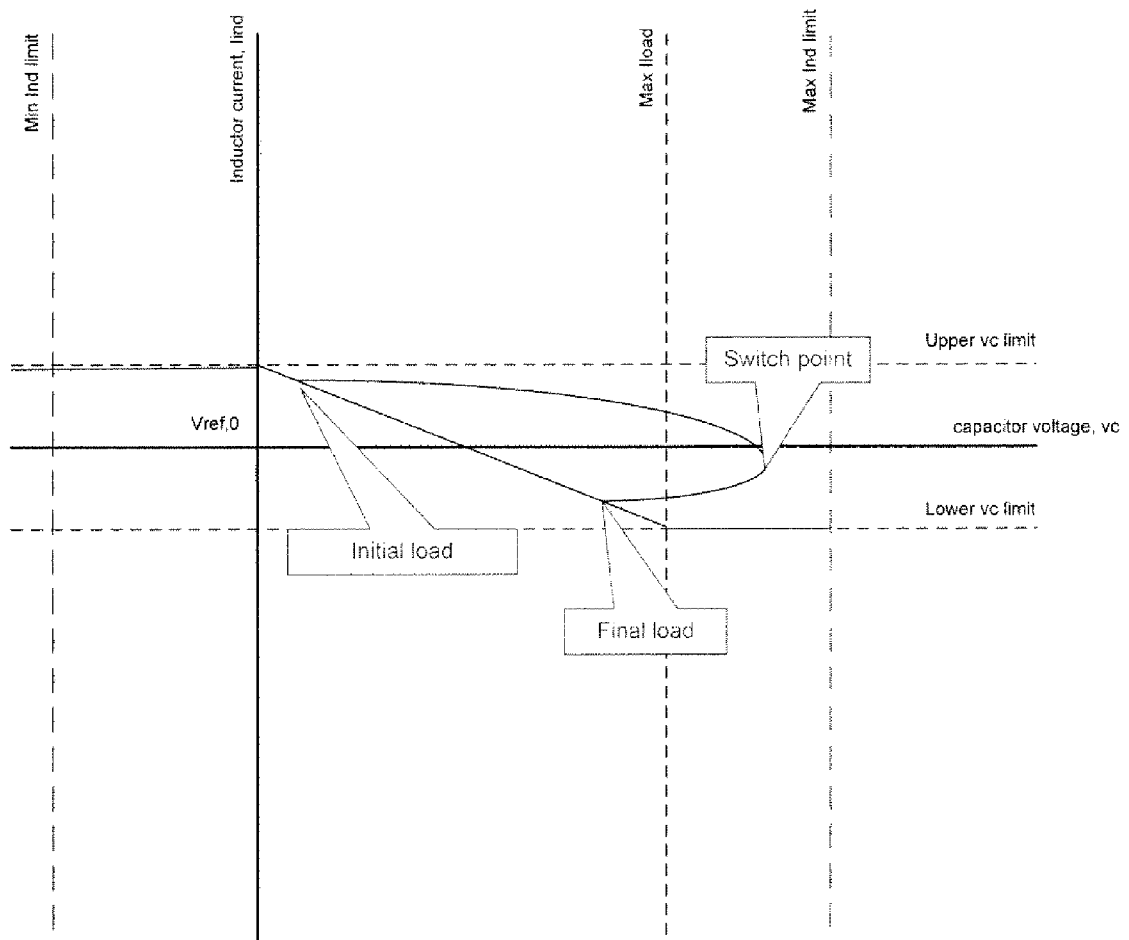 Min Ind limit
Inductor current, Iind
Max Iload
Max Ind limit
Upper vc limit
Switch point
Vref,0
capacitor voltage, vc
Lower vc limit
Initial load
Final load